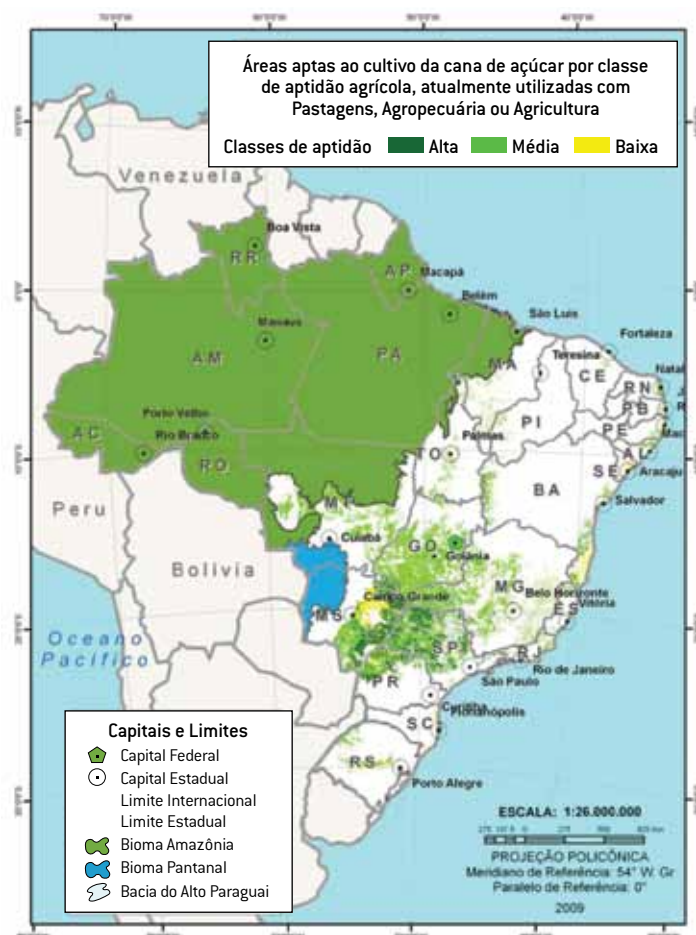 Áreas aptas ao cultivo da cana de açúcar por classe
de aptidão agrícola, atualmente utilizadas com
Pastagens, Agropecuária ou Agricultura
Classes de aptidão Alta Média Baixa
Venezuela
Boa Vista
RR
AP
Macapá
Belém
São Luis
Manaus
Fortaleza
AM
PA
MA
Teresina
CE
RN
Natal
PB
Porto Velho
PI
PE
AC
Rio Branco
TO
Palmas
AL
RO
SE
Aracaju
BA
Peru
MT
Salvador
Cuiabá
GO
Goiânia
Bolívia
MG
Belo Horizonte
Campo Grande
ES
Vitória
MS
Oceano
Pacífico
SP
RJ
Rio de Janeiro
São Paulo
PR
Curitiba
Florianópolis
SC
RS
Porto Alegre
Capitais e Limites
Capital Federal
Capital Estadual
Limite Internacional
Limite Estadual
Bioma Amazônia
Bioma Pantanal
Bacia do Alto Paraguai
ESCALA: 1:26.000.000
PROJEÇÃO POLICÔNICA
Meridiano de Referência: 54° W. Gr
Paralelo de Referência: 0°
2009